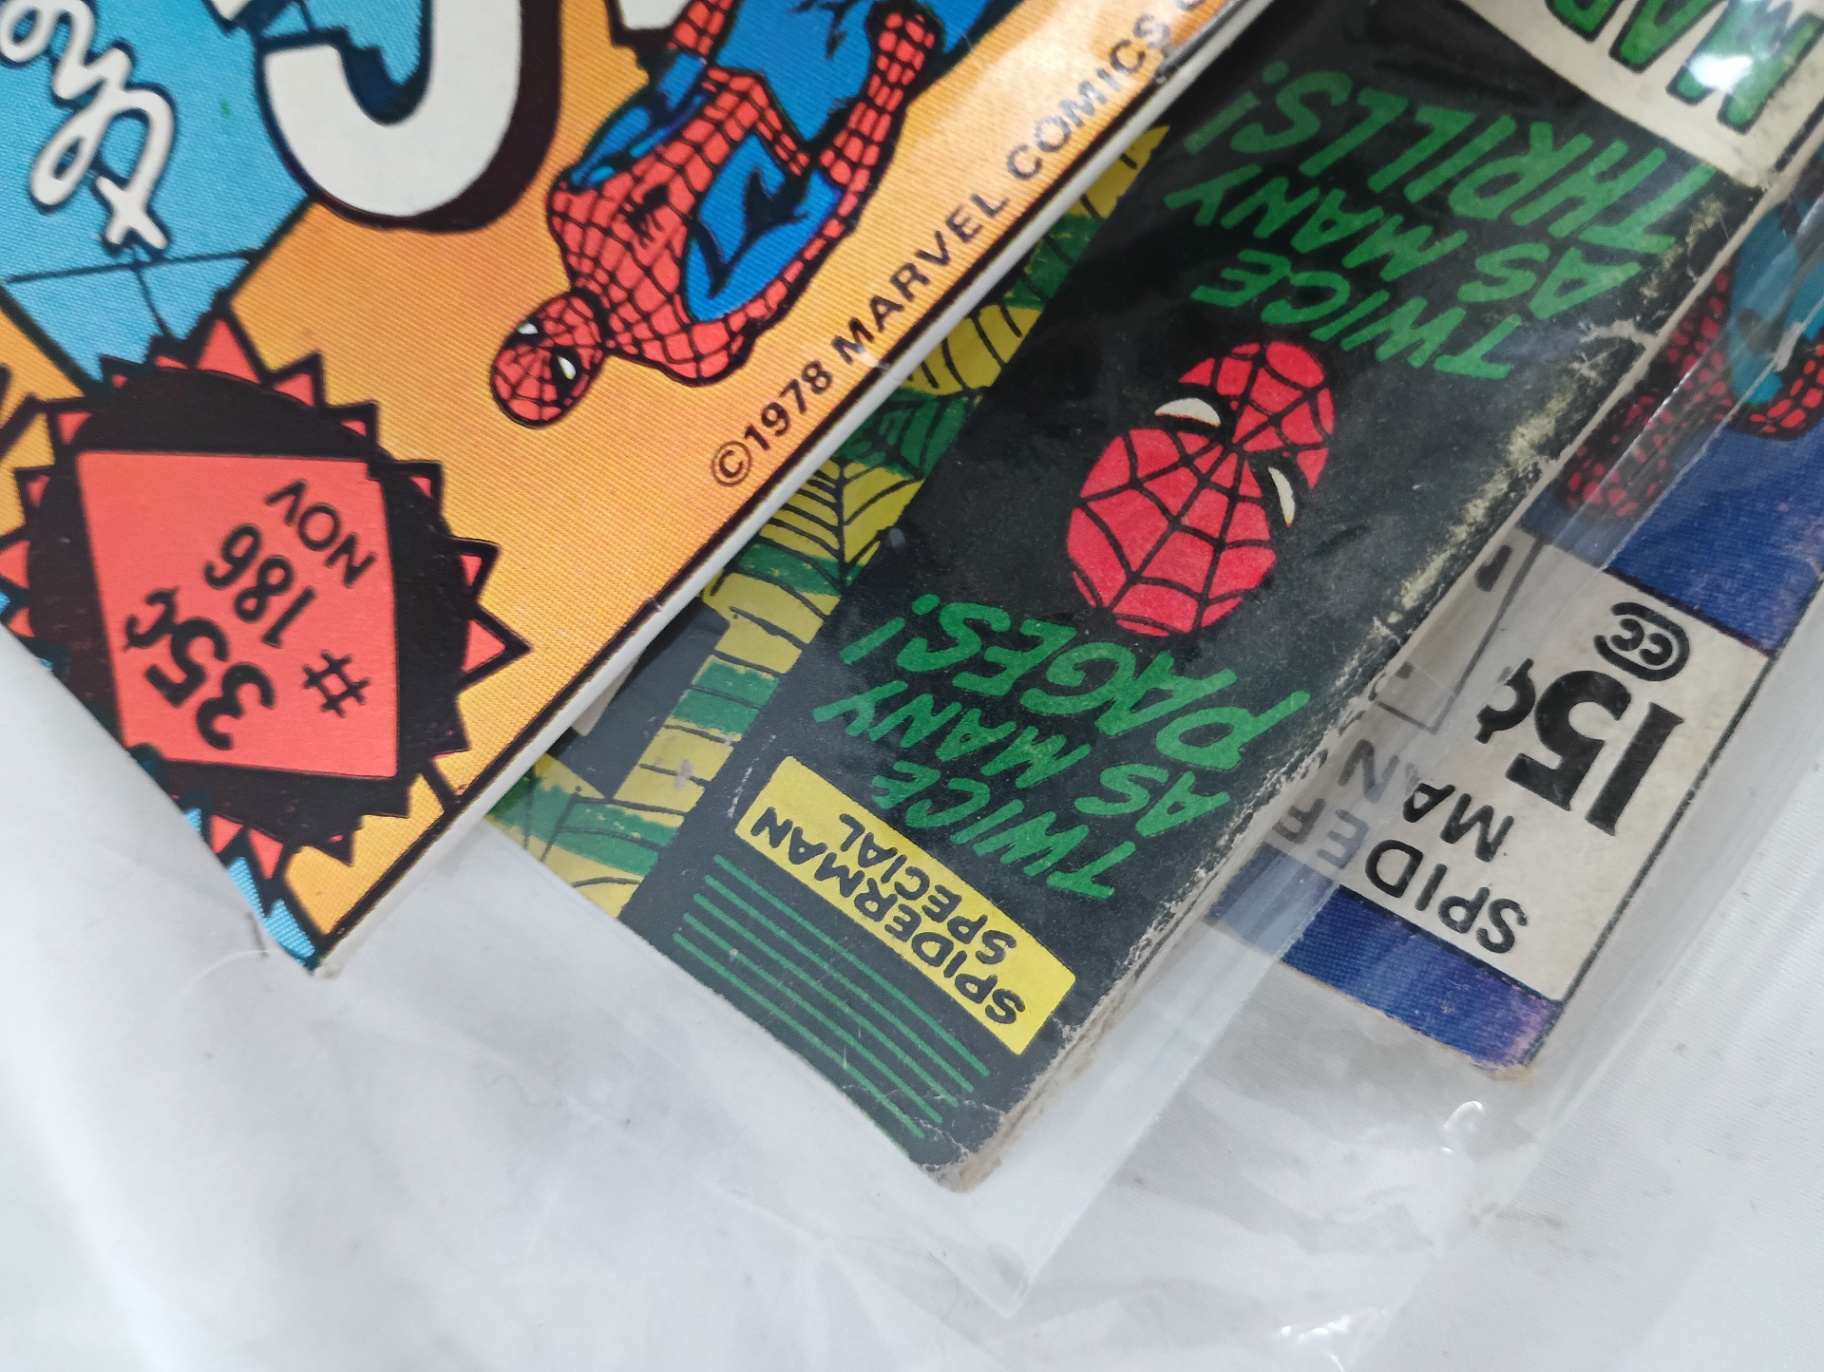 ©1978 MARVEL COMICS
35¢
# 186
NOV
TWICE
AS MANY
THRILLS!
TWICE
AS MANY
PAGES!
SPIDERMAN
SPECIAL
CC
15¢
SPIDER
MAN